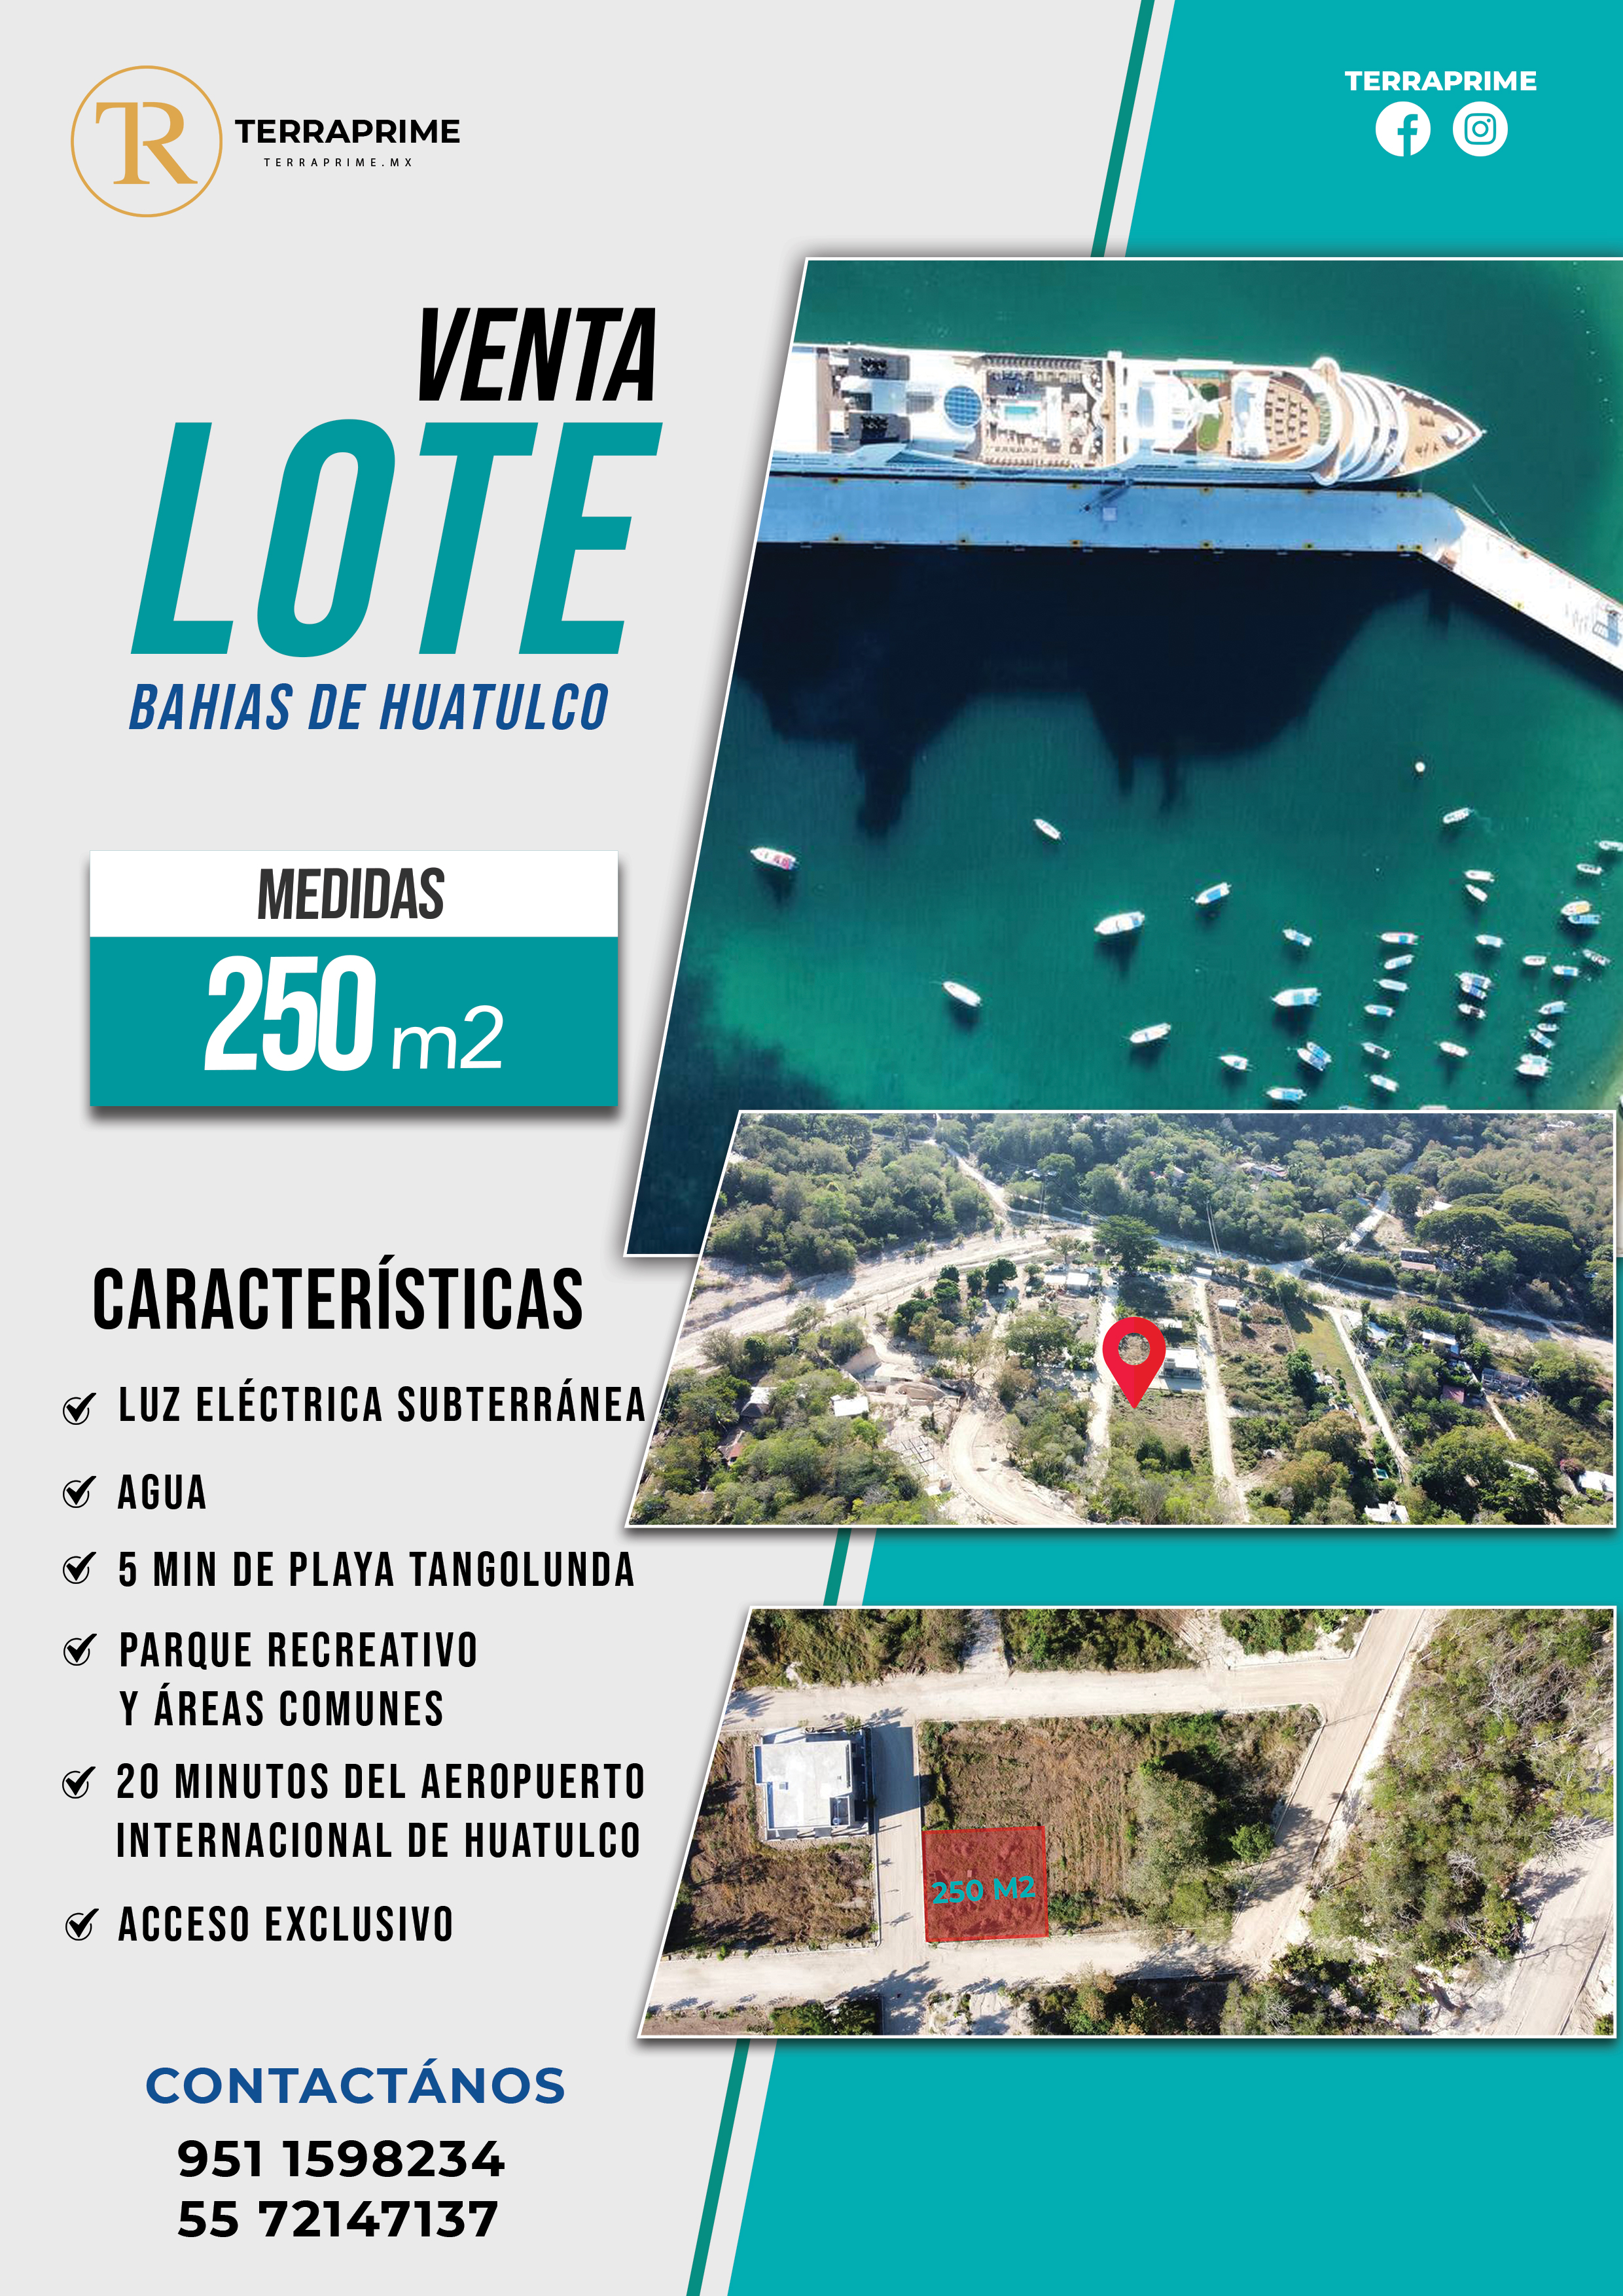 TR
TERRAPRIME
TERRAPRIME.MX
TERRAPRIME
VENTA
LOTE
BAHIAS DE HUATULCO
MEDIDAS
250 m2
CARACTERÍSTICAS
LUZ ELÉCTRICA SUBTERRÁNEA
AGUA
5 MIN DE PLAYA TANGOLUNDA
PARQUE RECREATIVO
Y ÁREAS COMUNES
20 MINUTOS DEL AEROPUERTO
INTERNACIONAL DE HUATULCO
ACCESO EXCLUSIVO
250 M2
CONTACTÁNOS
951 1598234
55 72147137